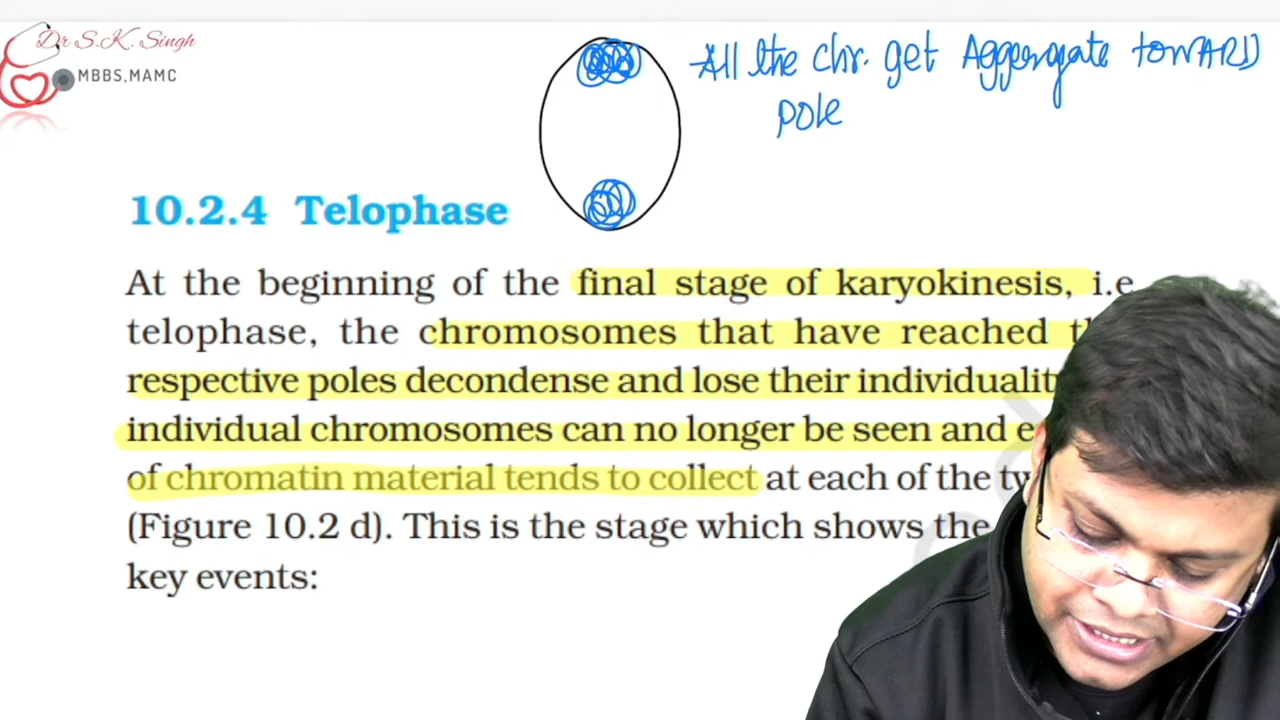 Dr S.K. Singh
MBBS,MAMC
All the chr. get Aggeregate towARD
pole
10.2.4 Telophase
At the beginning of the final stage of karyokinesis, i.e
telophase, the chromosomes that have reached
respective poles decondense and lose their
individual chromosomes can no longer be seen and
of chromatin material tends to collect at each of the
(Figure 10.2 d). This is the stage which shows the
key events: